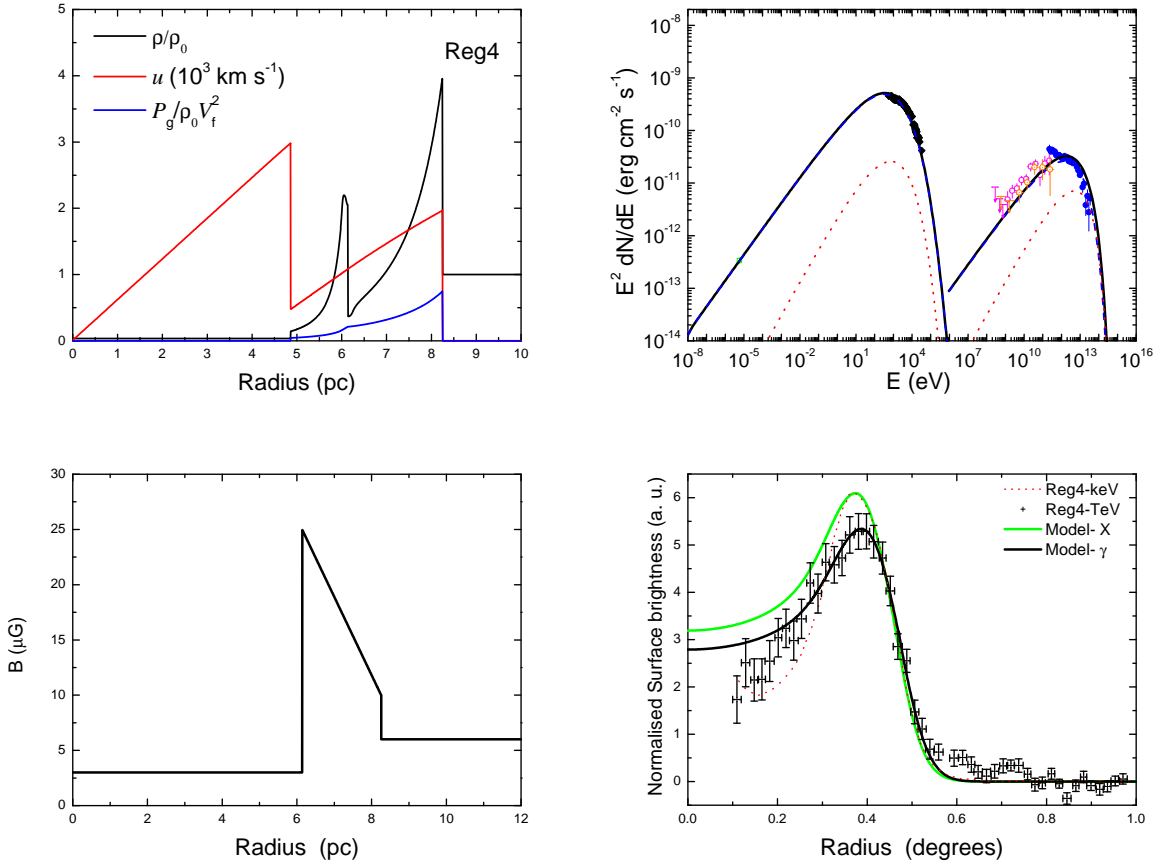 5
4
3
2
1
0
ρ/ρ0
u (10³ km s⁻¹)
Pg/ρ0Vf²
Reg4
0 1 2 3 4 5 6 7 8 9 10
Radius (pc)
10⁻⁸
10⁻⁹
10⁻¹⁰
10⁻¹¹
10⁻¹²
10⁻¹³
10⁻¹⁴
E² dN/dE (erg cm⁻² s⁻¹)
10⁻⁸ 10⁻⁵ 10⁻² 10¹ 10⁴ 10⁷ 10¹⁰ 10¹³ 10¹⁶
E (eV)
30
25
20
15
10
5
0
B (μG)
0 2 4 6 8 10 12
Radius (pc)
6
5
4
3
2
1
0
Normalised Surface brightness (a. u.)
Reg4-keV
Reg4-TeV
Model- X
Model- γ
0.0 0.2 0.4 0.6 0.8 1.0
Radius (degrees)